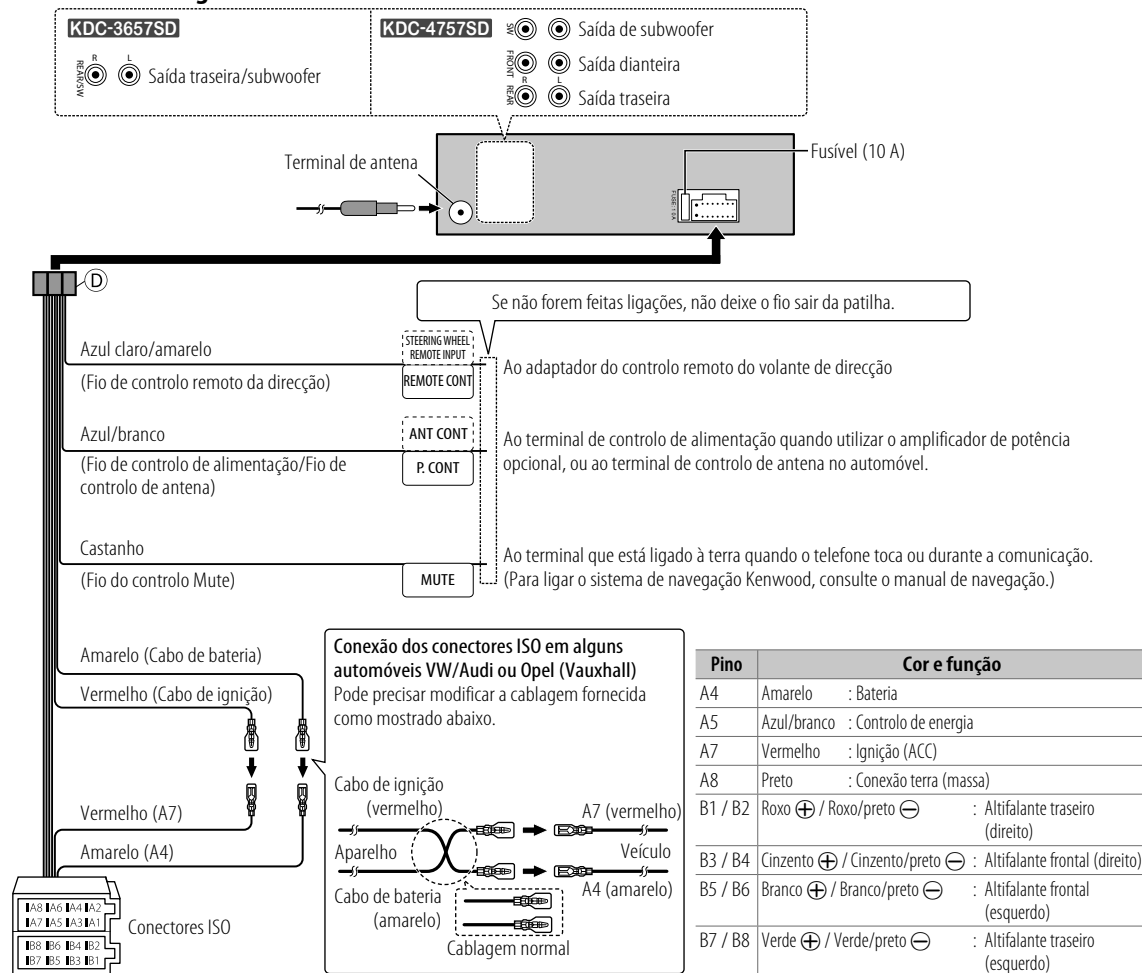 KDC-3657SD
REAR/SW
R L
Saída traseira/subwoofer
KDC-4757SD
SW
Saída de subwoofer
FRONT
Saída dianteira
R L
REAR
Saída traseira
Terminal de antena
Fusível (10 A)
FUSE 10A
D
Se não forem feitas ligações, não deixe o fio sair da patilha.
Azul claro/amarelo
(Fio de controlo remoto da direcção)
STEERING WHEEL
REMOTE INPUT
REMOTE CONT
Ao adaptador do controlo remoto do volante de direcção
Azul/branco
(Fio de controlo de alimentação/Fio de
controlo de antena)
ANT CONT
P. CONT
Ao terminal de controlo de alimentação quando utilizar o amplificador de potência
opcional, ou ao terminal de controlo de antena no automóvel.
Castanho
(Fio do controlo Mute)
MUTE
Ao terminal que está ligado à terra quando o telefone toca ou durante a comunicação.
(Para ligar o sistema de navegação Kenwood, consulte o manual de navegação.)
Amarelo (Cabo de bateria)
Vermelho (Cabo de ignição)
Vermelho (A7)
Amarelo (A4)
A8 A6 A4 A2
A7 A5 A3 A1
B8 B6 B4 B2
B7 B5 B3 B1
Conectores ISO
Conexão dos conectores ISO em alguns
automóveis VW/Audi ou Opel (Vauxhall)
Pode precisar modificar a cablagem fornecida
como mostrado abaixo.
Cabo de ignição
(vermelho)
A7 (vermelho)
Aparelho
Veículo
Cabo de bateria
(amarelo)
A4 (amarelo)
Cablagem normal
Pino Cor e função
A4 Amarelo : Bateria
A5 Azul/branco : Controlo de energia
A7 Vermelho : Ignição (ACC)
A8 Preto : Conexão terra (massa)
B1 / B2 Roxo ⊕ / Roxo/preto ⊖ : Altifalante traseiro
(direito)
B3 / B4 Cinzento ⊕ / Cinzento/preto ⊖ : Altifalante frontal (direito)
B5 / B6 Branco ⊕ / Branco/preto ⊖ : Altifalante frontal
(esquerdo)
B7 / B8 Verde ⊕ / Verde/preto ⊖ : Altifalante traseiro
(esquerdo)